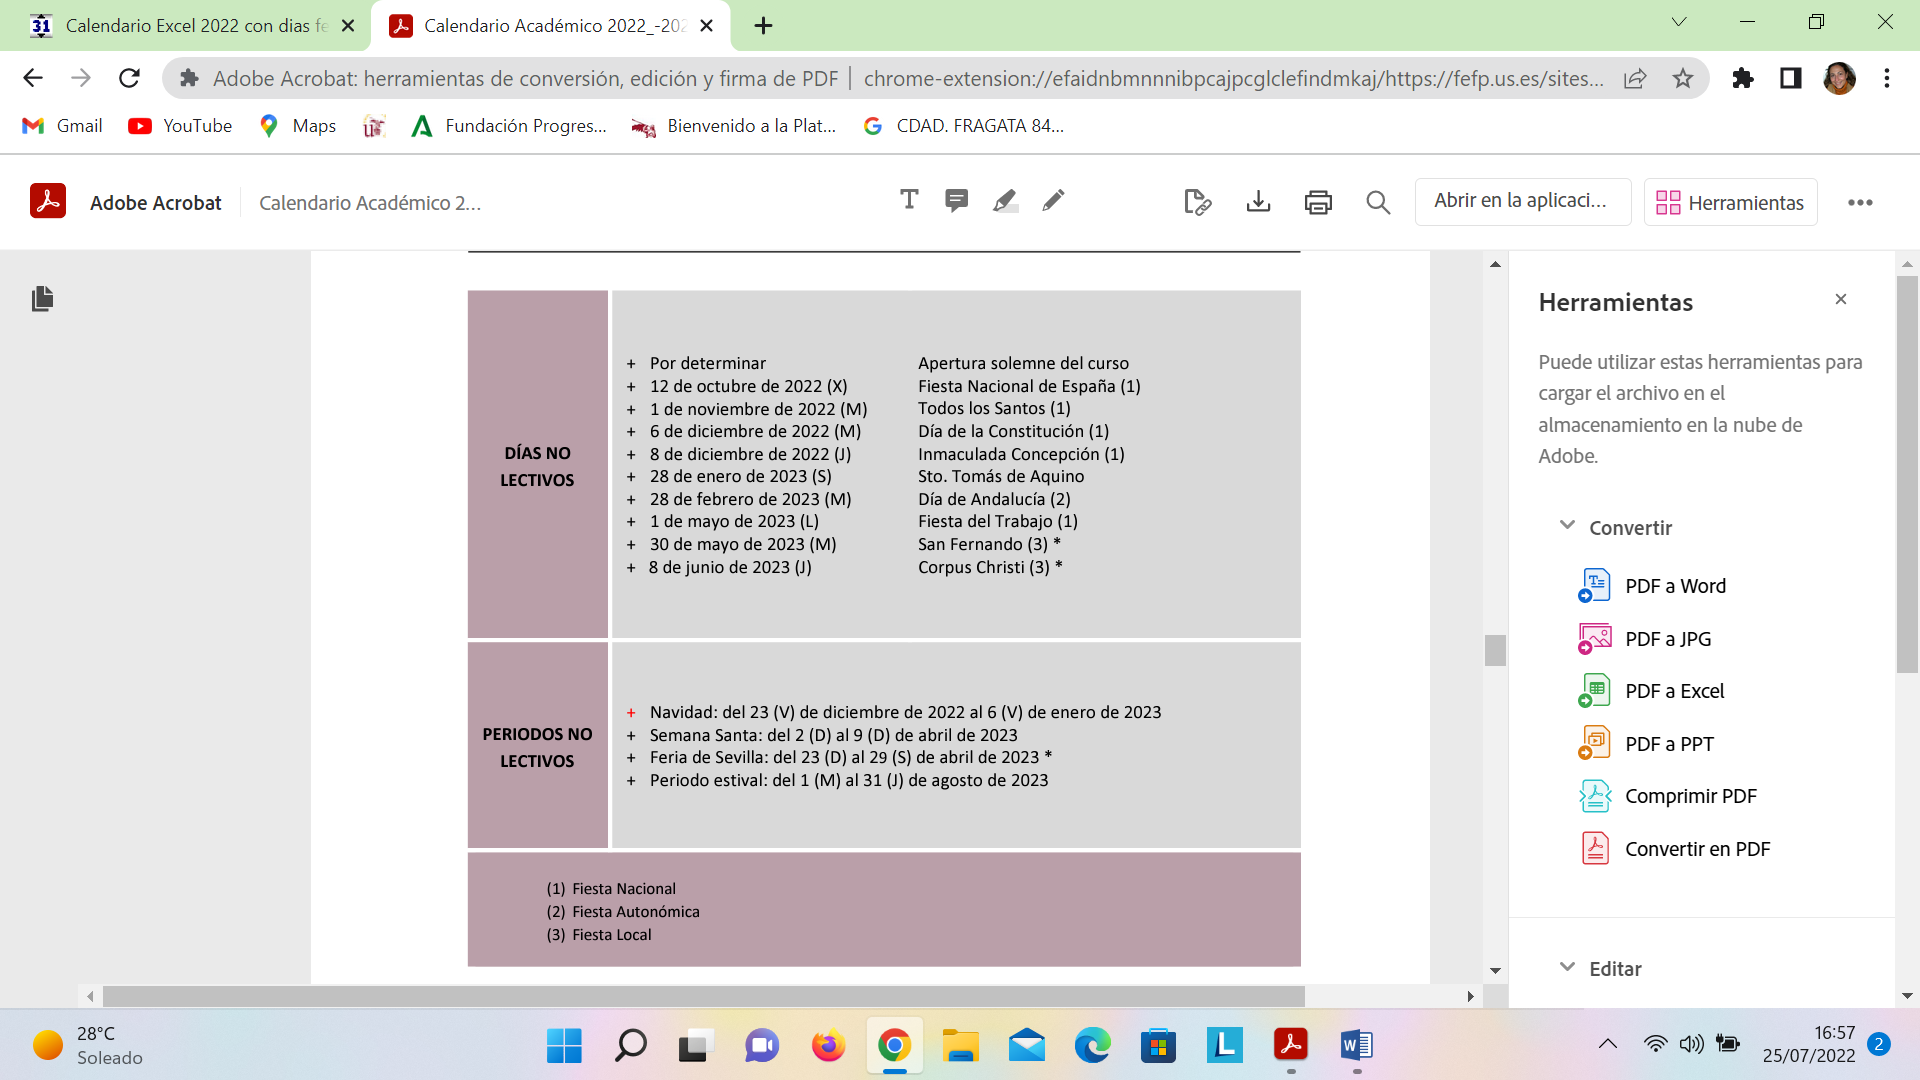 Calendario Excel 2022 con dias fe
Calendario Académico 2022_-202
Adobe Acrobat: herramientas de conversión, edición y firma de PDF
chrome-extension://efaidnbmnnnibpcajpcglclefindmkaj/https://fefp.us.es/sites...
Gmail
YouTube
Maps
Fundación Progres...
Bienvenido a la Plat...
CDAD. FRAGATA 84...
Adobe Acrobat
Calendario Académico 2...
Abrir en la aplicaci...
Herramientas
DÍAS NO
LECTIVOS
+ Por determinar Apertura solemne del curso
+ 12 de octubre de 2022 (X) Fiesta Nacional de España (1)
+ 1 de noviembre de 2022 (M) Todos los Santos (1)
+ 6 de diciembre de 2022 (M) Día de la Constitución (1)
+ 8 de diciembre de 2022 (J) Inmaculada Concepción (1)
+ 28 de enero de 2023 (S) Sto. Tomás de Aquino
+ 28 de febrero de 2023 (M) Día de Andalucía (2)
+ 1 de mayo de 2023 (L) Fiesta del Trabajo (1)
+ 30 de mayo de 2023 (M) San Fernando (3) *
+ 8 de junio de 2023 (J) Corpus Christi (3) *
PERIODOS NO
LECTIVOS
+ Navidad: del 23 (V) de diciembre de 2022 al 6 (V) de enero de 2023
+ Semana Santa: del 2 (D) al 9 (D) de abril de 2023
+ Feria de Sevilla: del 23 (D) al 29 (S) de abril de 2023 *
+ Periodo estival: del 1 (M) al 31 (J) de agosto de 2023
(1) Fiesta Nacional
(2) Fiesta Autonómica
(3) Fiesta Local
Herramientas
Puede utilizar estas herramientas para
cargar el archivo en el
almacenamiento en la nube de
Adobe.
Convertir
PDF a Word
PDF a JPG
PDF a Excel
PDF a PPT
Comprimir PDF
Convertir en PDF
Editar
28°C
Soleado
16:57
25/07/2022
2